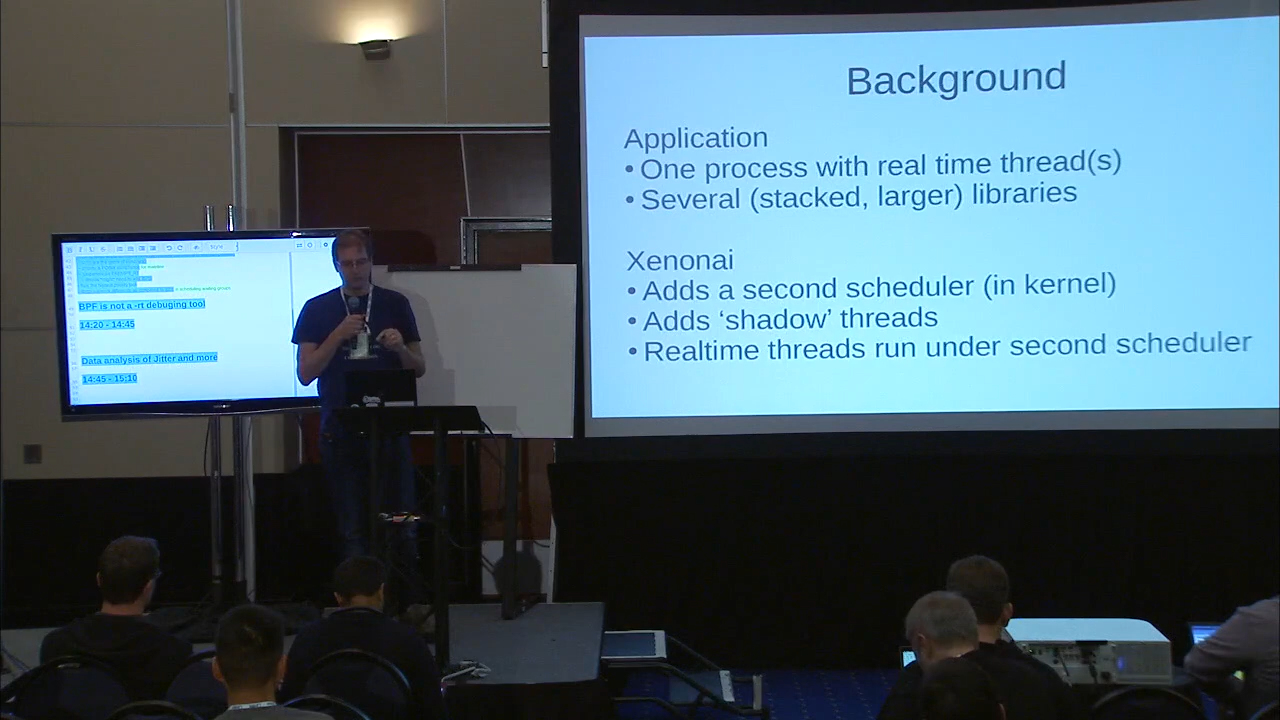 Style
BPF is not a -rt debuging tool
14:20 - 14:45
Data analysis of Jitter and more
14:45 - 15:10
Background
Application
• One process with real time thread(s)
• Several (stacked, larger) libraries
Xenonai
• Adds a second scheduler (in kernel)
• Adds ‘shadow’ threads
• Realtime threads run under second scheduler